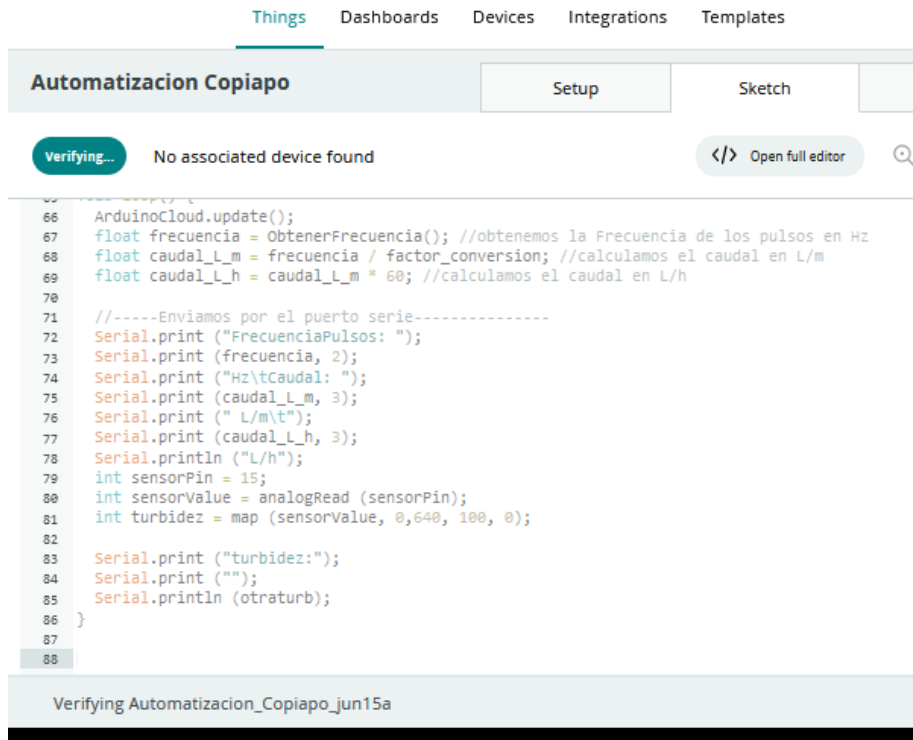 Things Dashboards Devices Integrations Templates
Automatizacion Copiapo Setup Sketch
Verifying... No associated device found </> Open full editor
66 ArduinoCloud.update();
67 float frecuencia = ObtenerFrecuencia(); //obtenemos la Frecuencia de los pulsos en Hz
68 float caudal_L_m = frecuencia / factor_conversion; //calculamos el caudal en L/m
69 float caudal_L_h = caudal_L_m * 60; //calculamos el caudal en L/h
70
71 //-----Enviamos por el puerto serie---------------
72 Serial.print ("FrecuenciaPulsos: ");
73 Serial.print (frecuencia, 2);
74 Serial.print ("Hz\tCaudal: ");
75 Serial.print (caudal_L_m, 3);
76 Serial.print (" L/m\t");
77 Serial.print (caudal_L_h, 3);
78 Serial.println ("L/h");
79 int sensorPin = 15;
80 int sensorValue = analogRead (sensorPin);
81 int turbidez = map (sensorValue, 0,640, 100, 0);
82
83 Serial.print ("turbidez:");
84 Serial.print ("");
85 Serial.println (otraturb);
86 }
87
88
Verifying Automatizacion_Copiapo_jun15a